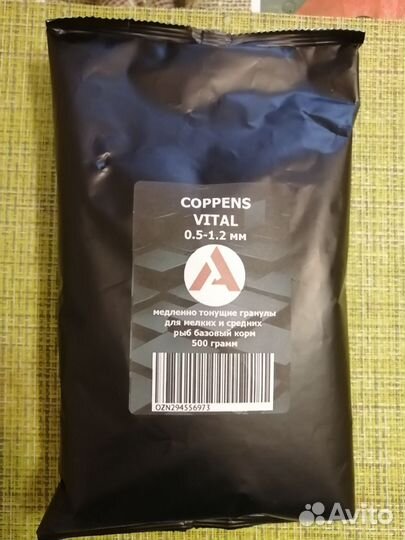 COPPENS
VITAL
0.5-1.2 мм
медленно тонущие гранулы
для мелких и средних
рыб базовый корм
500 грамм
OZN294556973
Avito